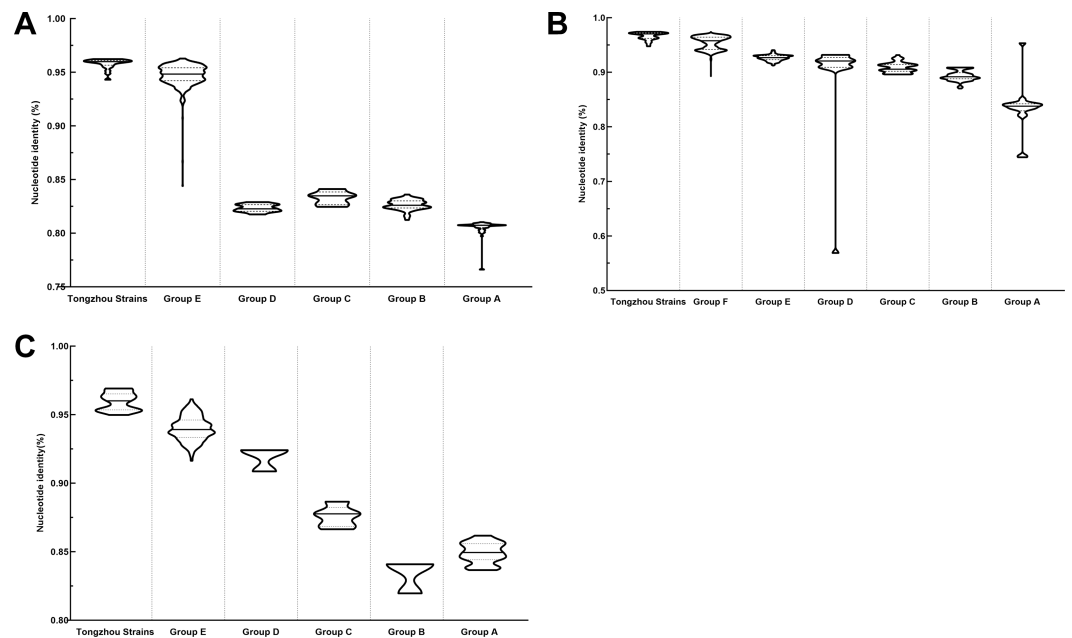 A
Nucleotide identity (%)
1.00
0.95
0.90
0.85
0.80
0.75
Tongzhou Strains Group E Group D Group C Group B Group A
B
Nucleotide identity (%)
1.0
0.9
0.8
0.7
0.6
0.5
Tongzhou Strains Group F Group E Group D Group C Group B Group A
C
Nucleotide identity(%)
1.00
0.95
0.90
0.85
0.80
Tongzhou Strains Group E Group D Group C Group B Group A